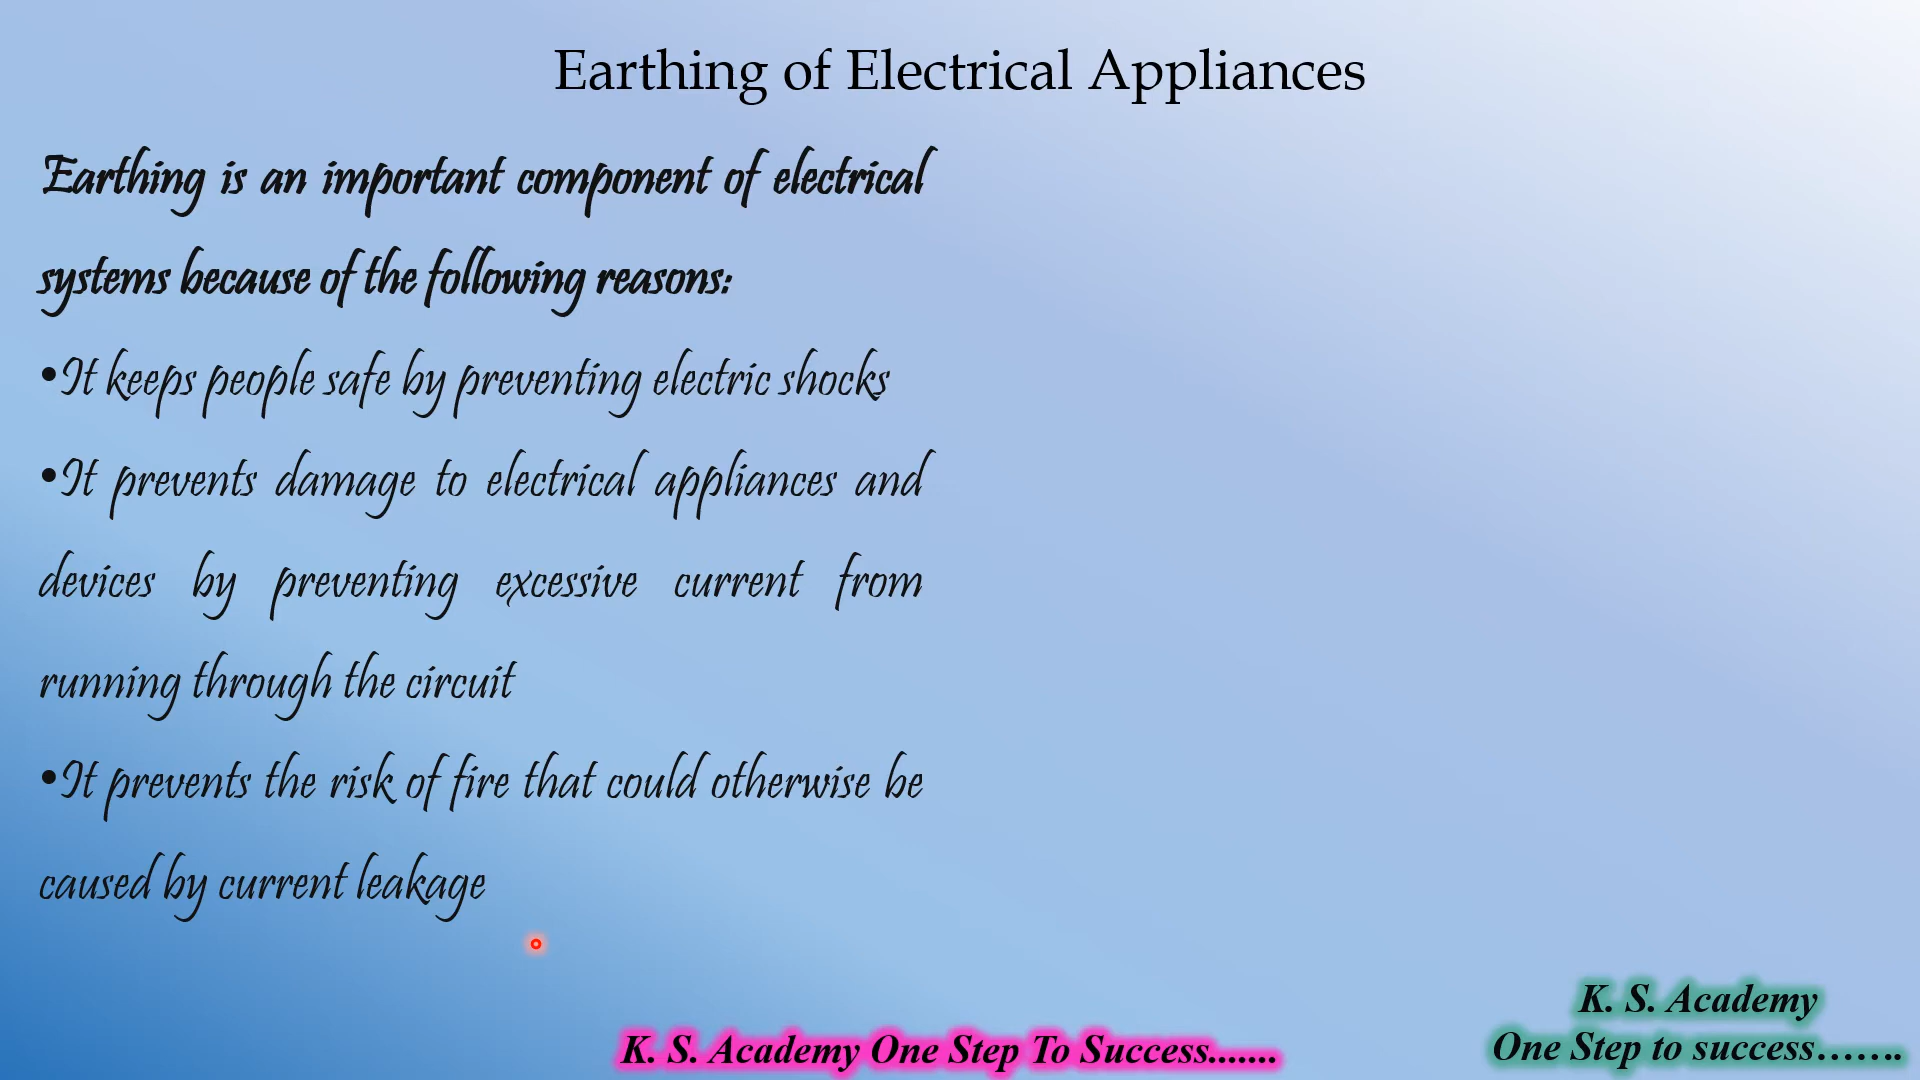 Earthing of Electrical Appliances
Earthing is an important component of electrical
systems because of the following reasons:
•It keeps people safe by preventing electric shocks
•It prevents damage to electrical appliances and
devices by preventing excessive current from
running through the circuit
•It prevents the risk of fire that could otherwise be
caused by current leakage
K. S. Academy
One Step to success…….
K. S. Academy One Step To Success.......